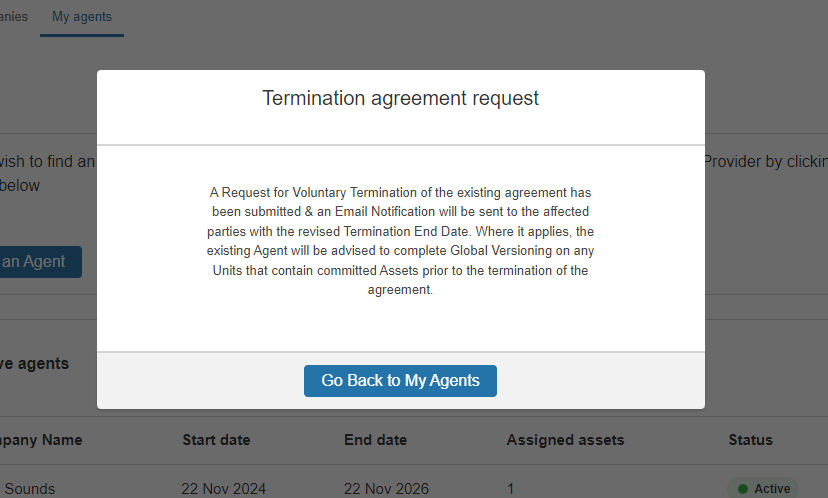 anies My agents
Termination agreement request
wish to find an Provider by clickin
below
A Request for Voluntary Termination of the existing agreement has
been submitted & an Email Notification will be sent to the affected
parties with the revised Termination End Date. Where it applies, the
existing Agent will be advised to complete Global Versioning on any
Units that contain committed Assets prior to the termination of the
agreement.
an Agent
ve agents
Go Back to My Agents
pany Name Start date End date Assigned assets Status
Sounds 22 Nov 2024 22 Nov 2026 1 Active